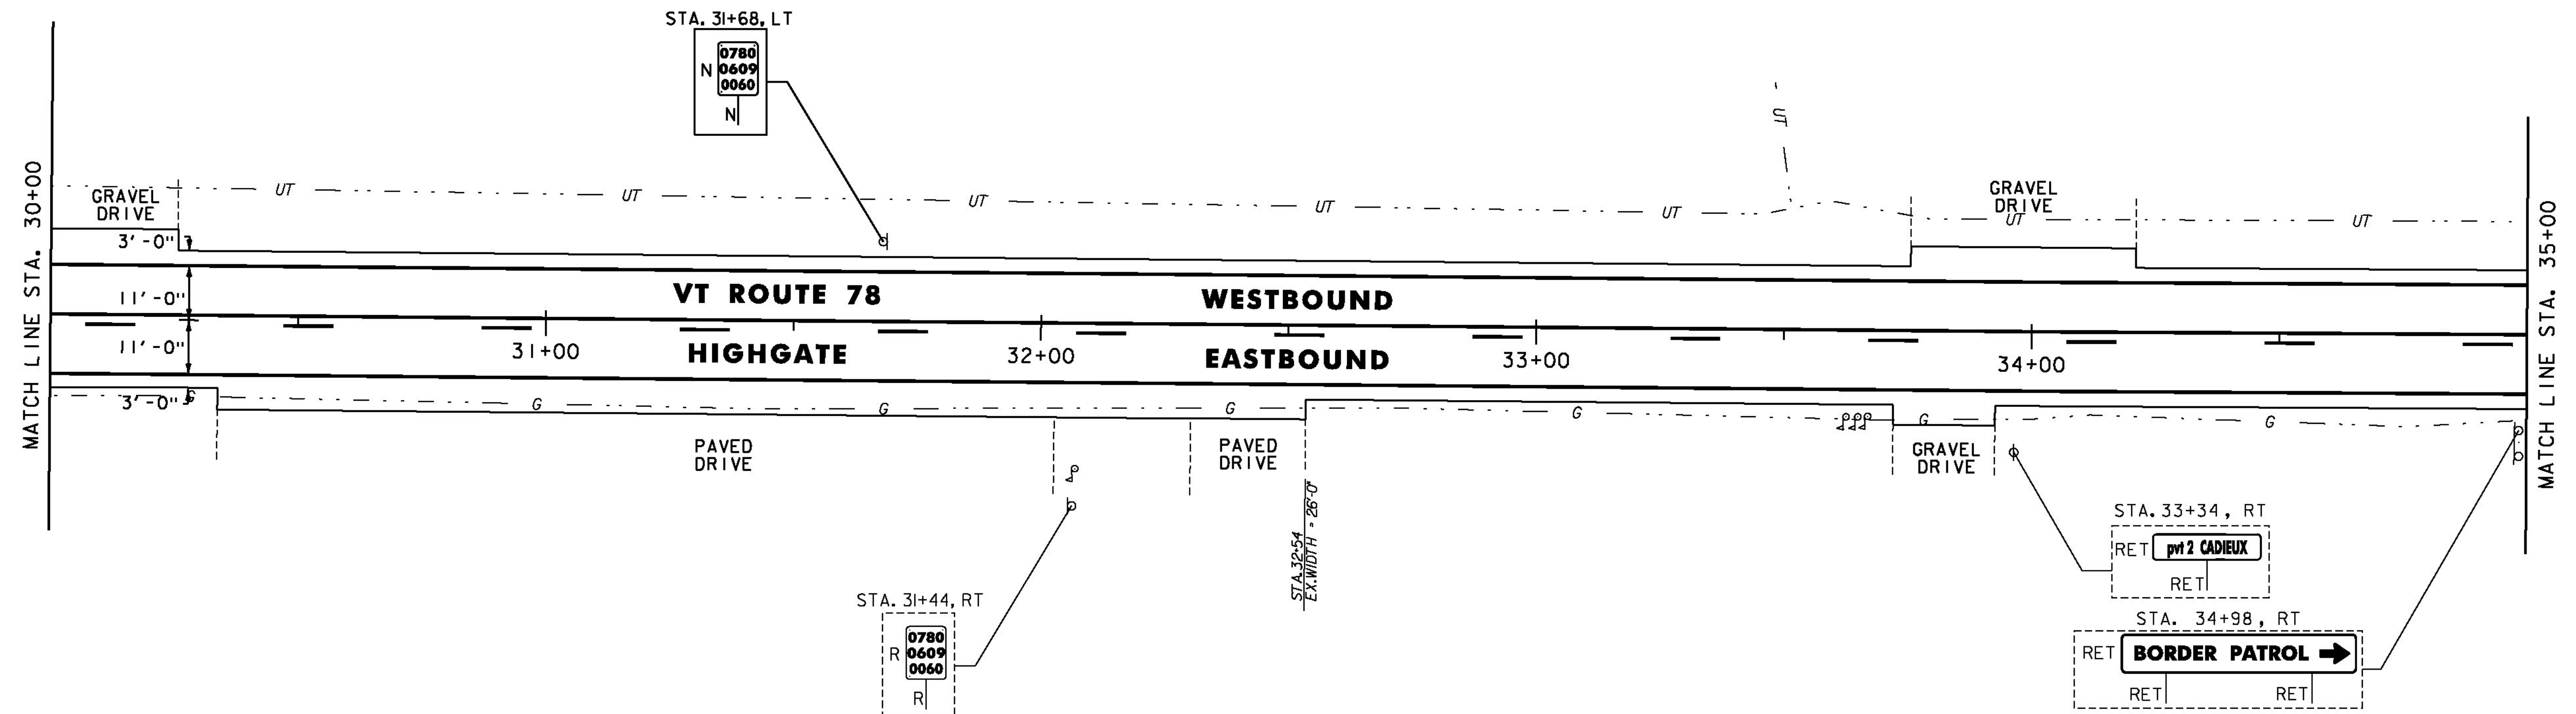 STA. 31+68, LT
0780
N 0609
0060
N
UT
MATCH LINE STA. 30+00
GRAVEL
DRIVE
UT
UT
UT
UT
UT
GRAVEL
DRIVE
UT
UT
MATCH LINE STA. 35+00
3'-0"
11'-0"
VT ROUTE 78
WESTBOUND
11'-0"
31+00
HIGHGATE
32+00
EASTBOUND
33+00
34+00
3'-0"
G
G
G
G
G
G
G
PAVED
DRIVE
PAVED
DRIVE
GRAVEL
DRIVE
STA. 32+54
EX. WIDTH = 26'-0"
STA. 33+34, RT
RET pvt 2 CADIEUX
RET
STA. 31+44, RT
0780
R 0609
0060
R
STA. 34+98, RT
RET BORDER PATROL
RET RET